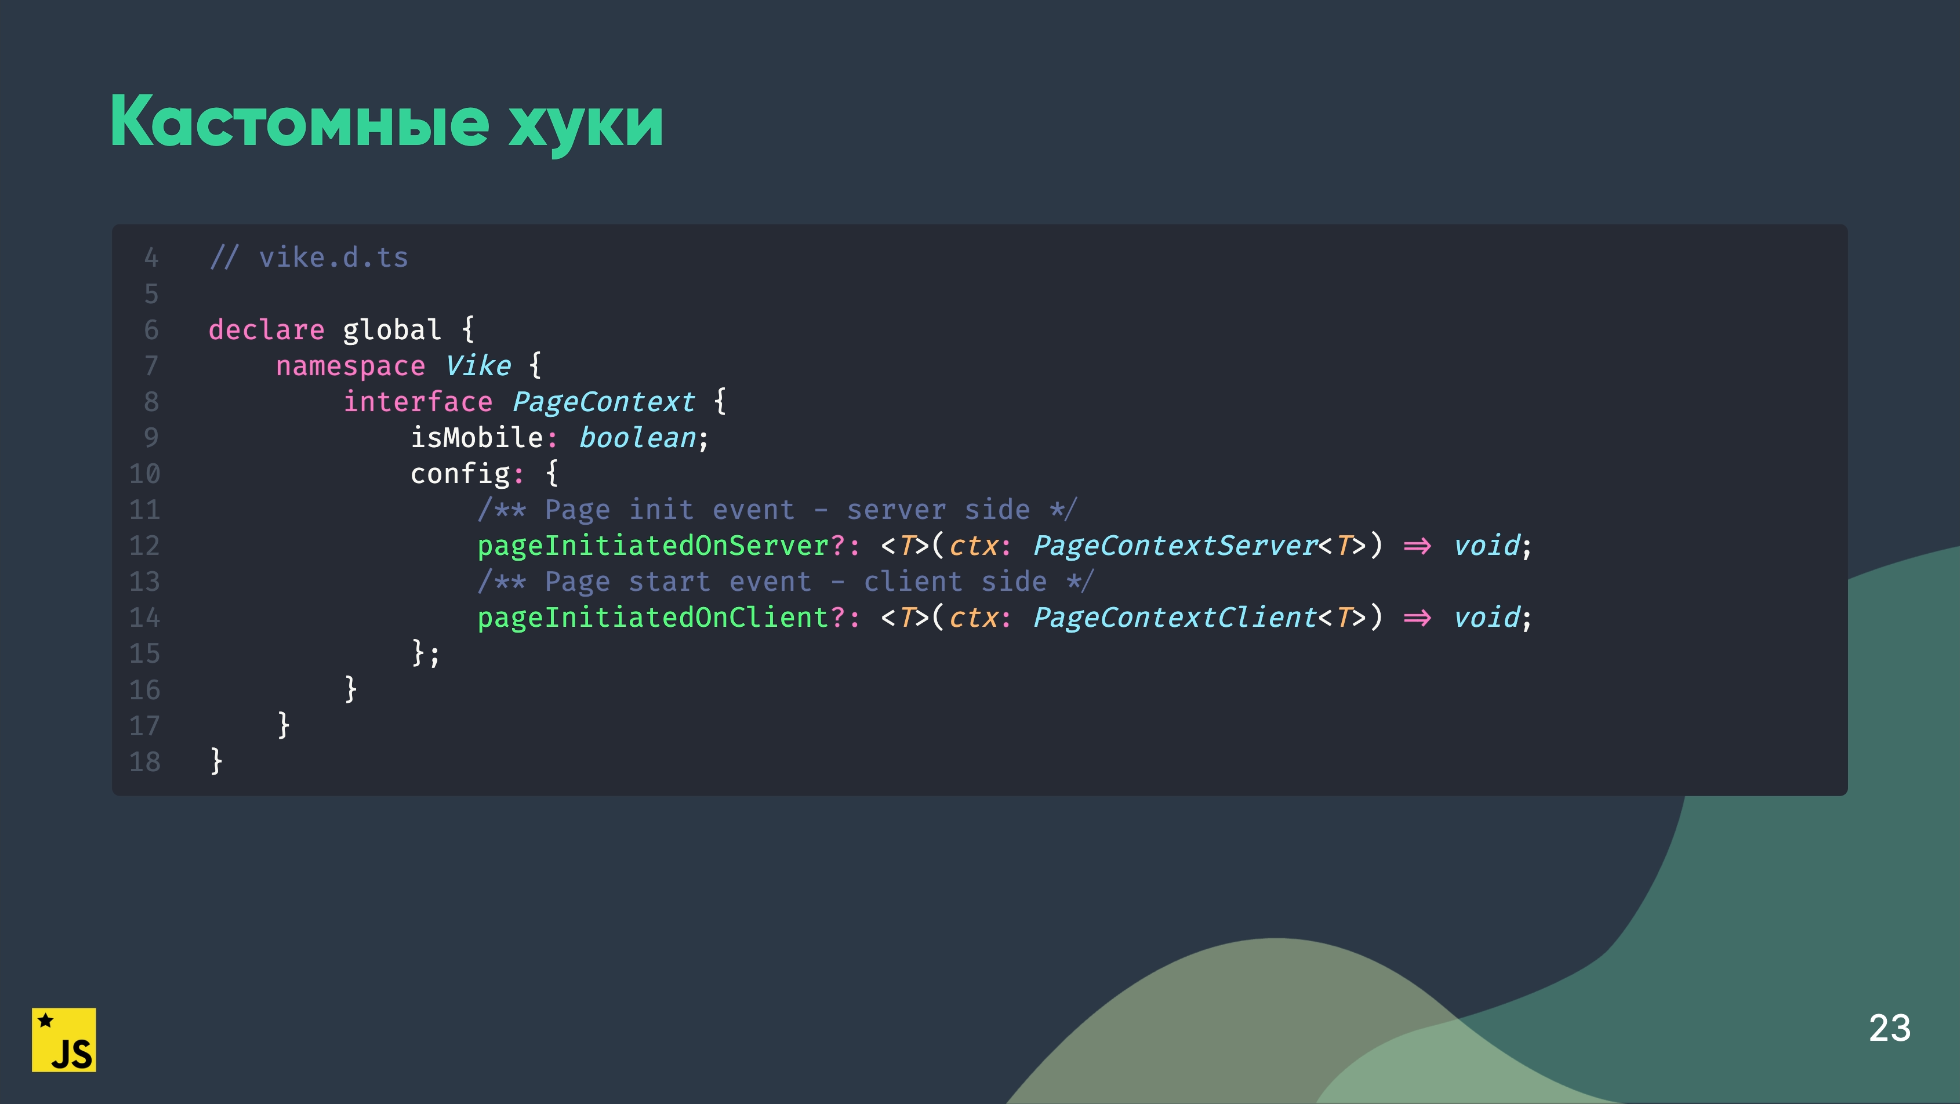 Кастомные хуки
4 // vike.d.ts
5
6 declare global {
7 namespace Vike {
8 interface PageContext {
9 isMobile: boolean;
10 config: {
11 /** Page init event - server side */
12 pageInitiatedOnServer?: <T>(ctx: PageContextServer<T>) => void;
13 /** Page start event - client side */
14 pageInitiatedOnClient?: <T>(ctx: PageContextClient<T>) => void;
15 };
16 }
17 }
18 }
JS
23